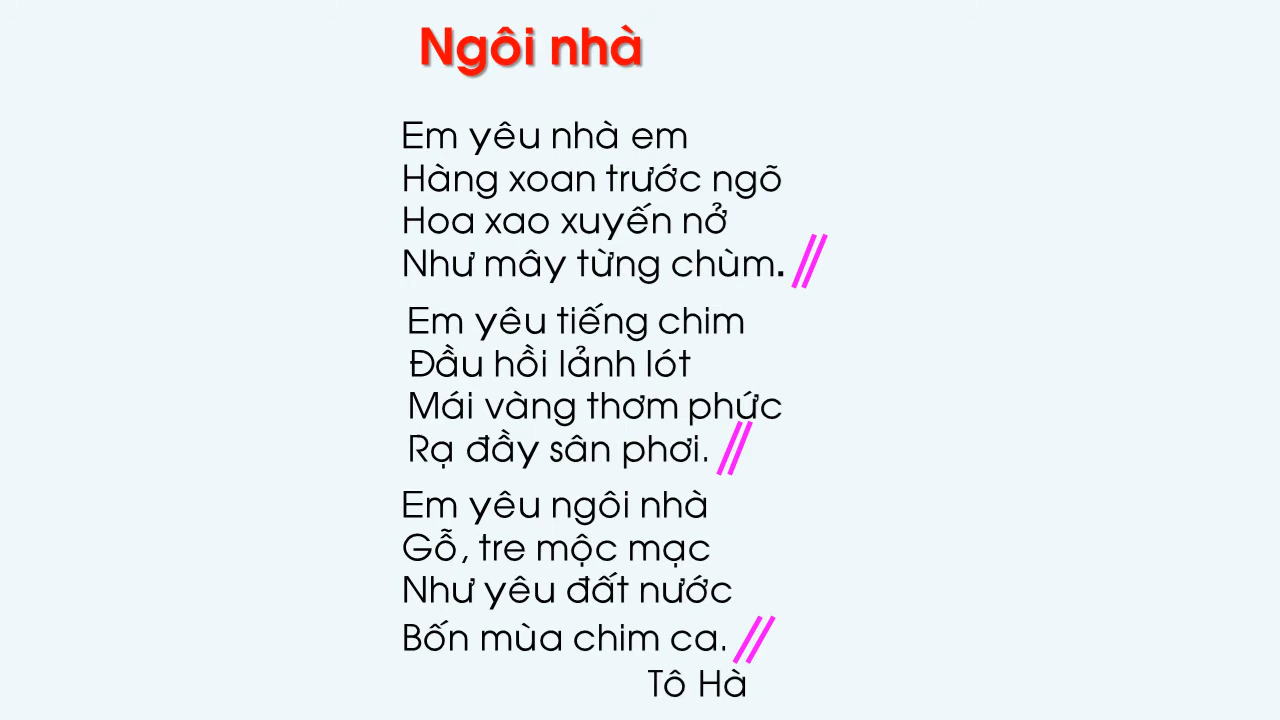 Ngôi nhà
Em yêu nhà em
Hàng xoan trước ngõ
Hoa xao xuyến nở
Như mây từng chùm.
Em yêu tiếng chim
Đầu hồi lảnh lót
Mái vàng thơm phức
Rạ đầy sân phơi.
Em yêu ngôi nhà
Gỗ, tre mộc mạc
Như yêu đất nước
Bốn mùa chim ca.
Tô Hà